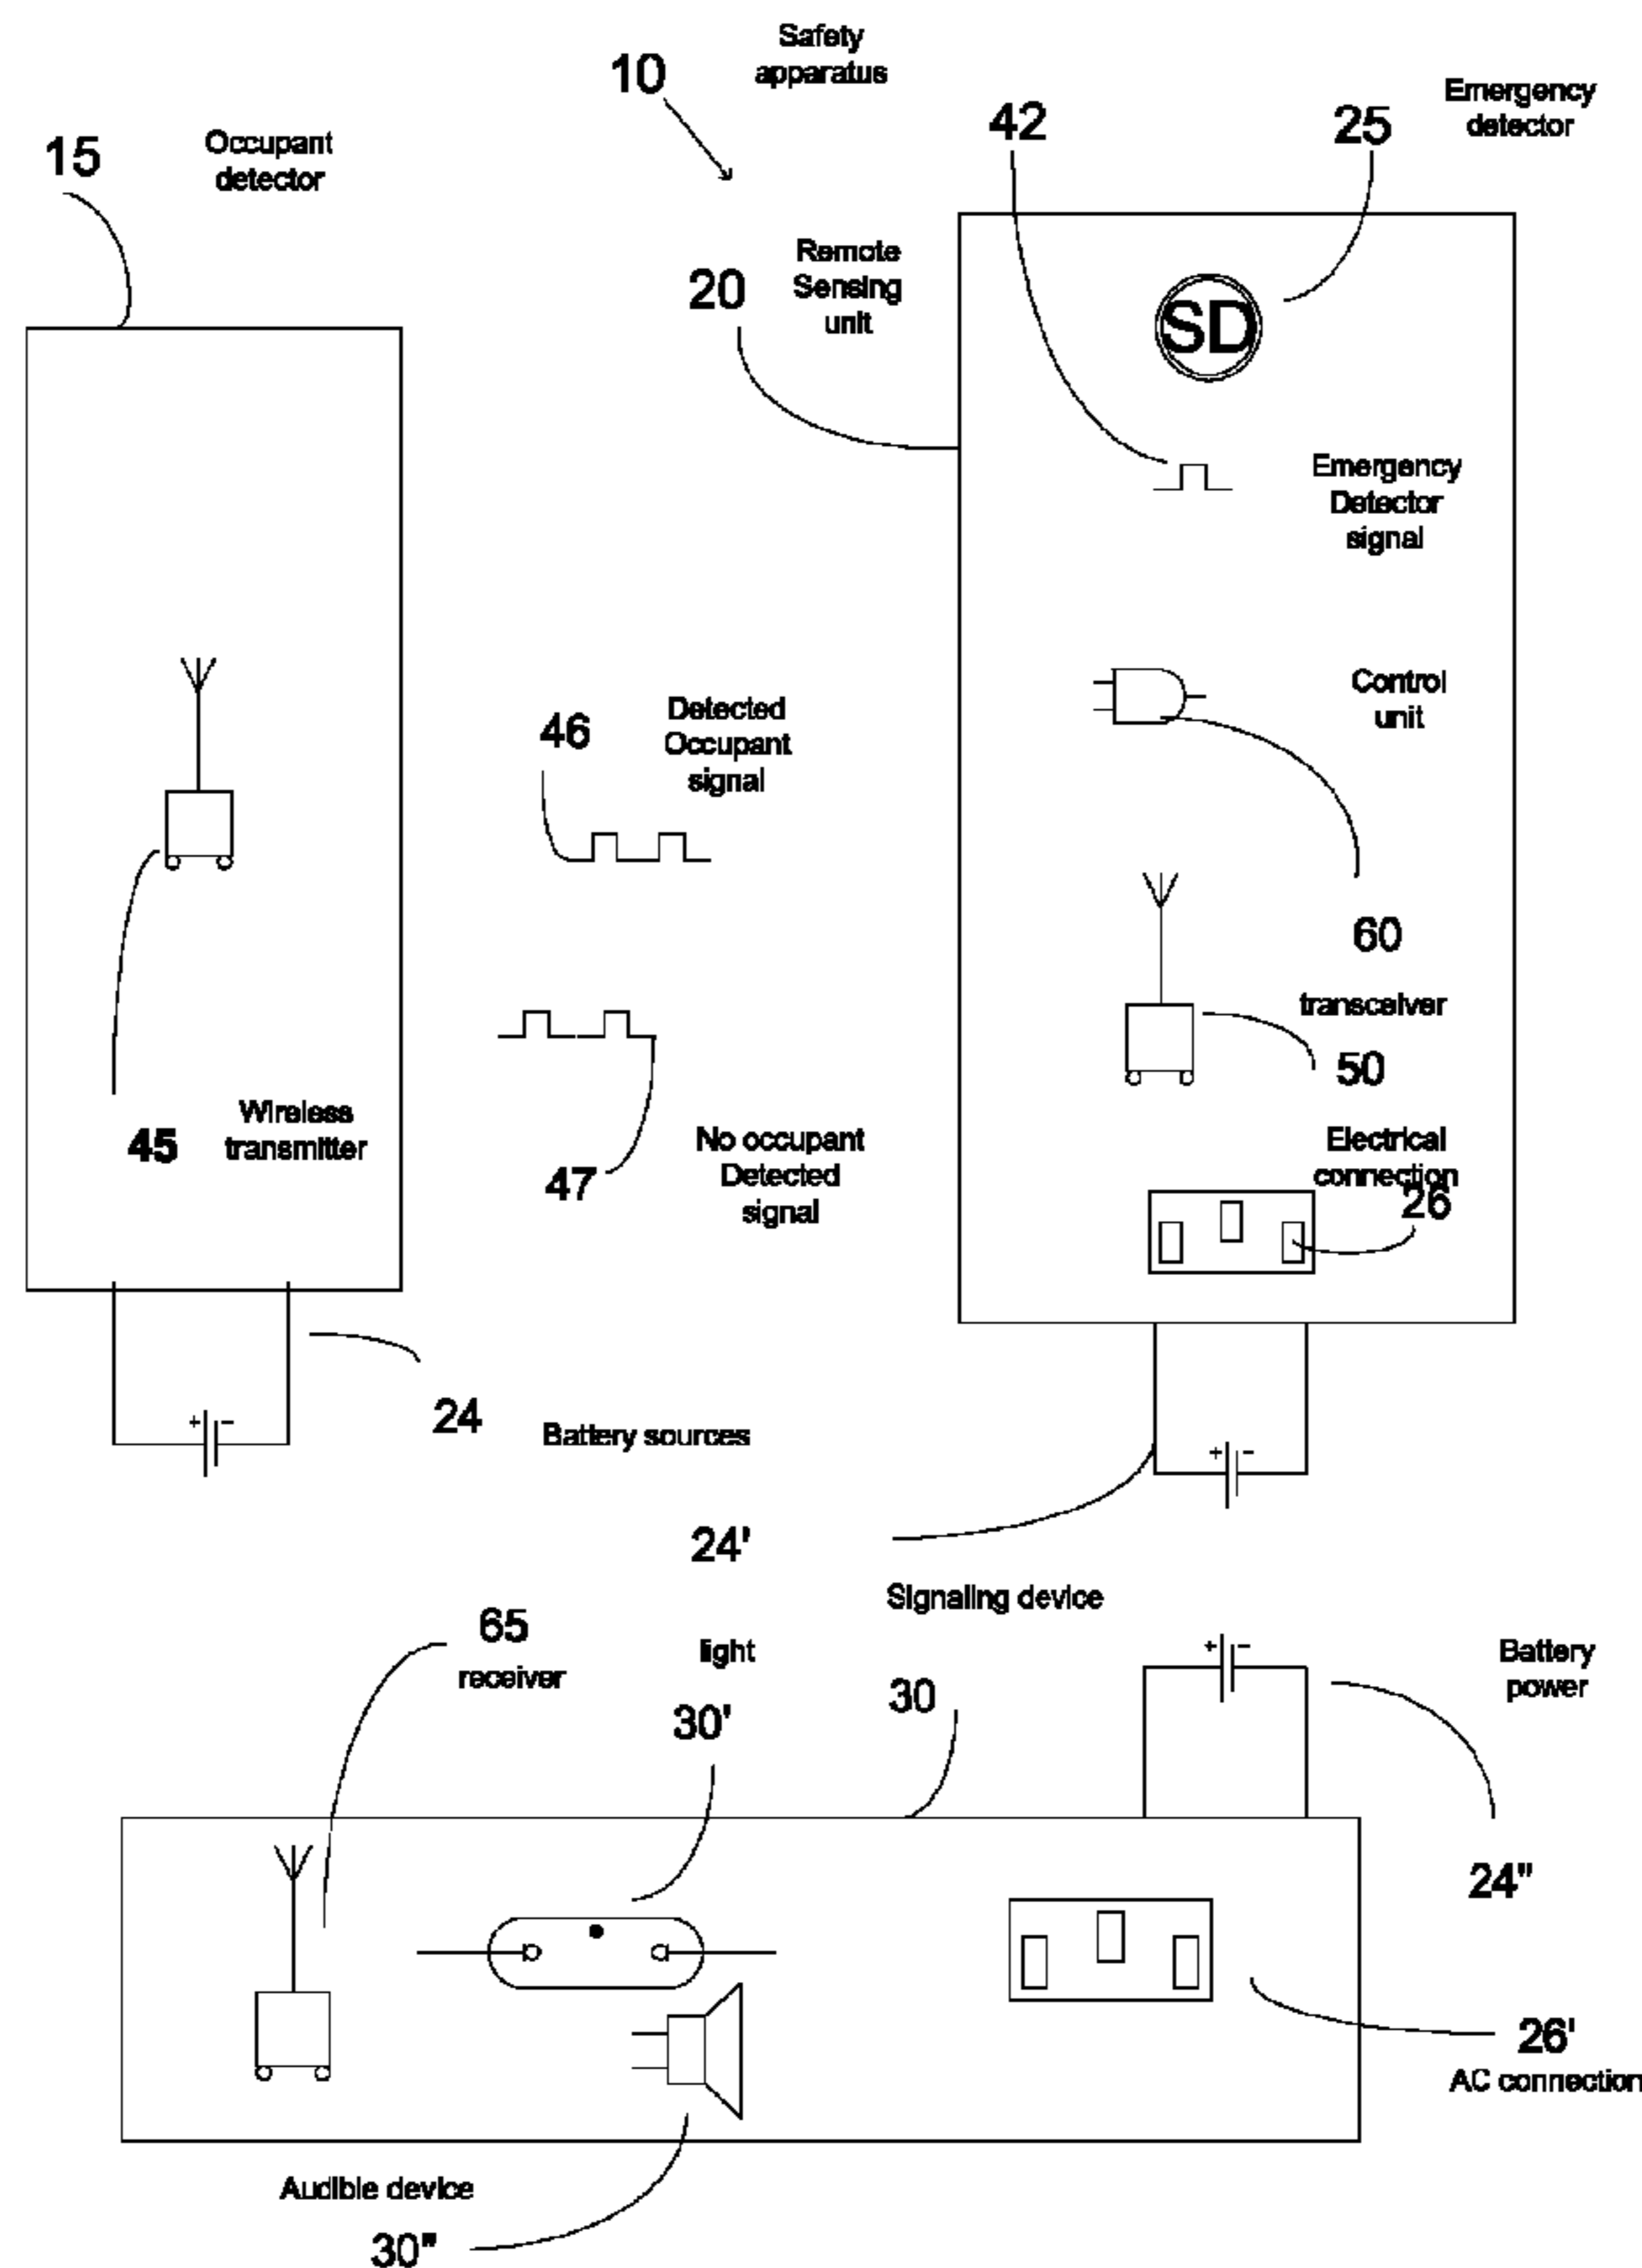 Safety
apparatus
10
Emergency
detector
42
25
15
Occupant
detector
Remote
Sensing
unit
20
SD
Emergency
Detector
signal
Control
unit
46
Detected
Occupant
signal
60
transceiver
50
45
Wireless
transmitter
47
No occupant
Detected
signal
Electrical
connection
26
+ -
24
Battery sources
+ -
24'
Signaling device
65
receiver
light
30'
30
+ -
Battery
power
24"
26'
AC connection
Audible device
30"